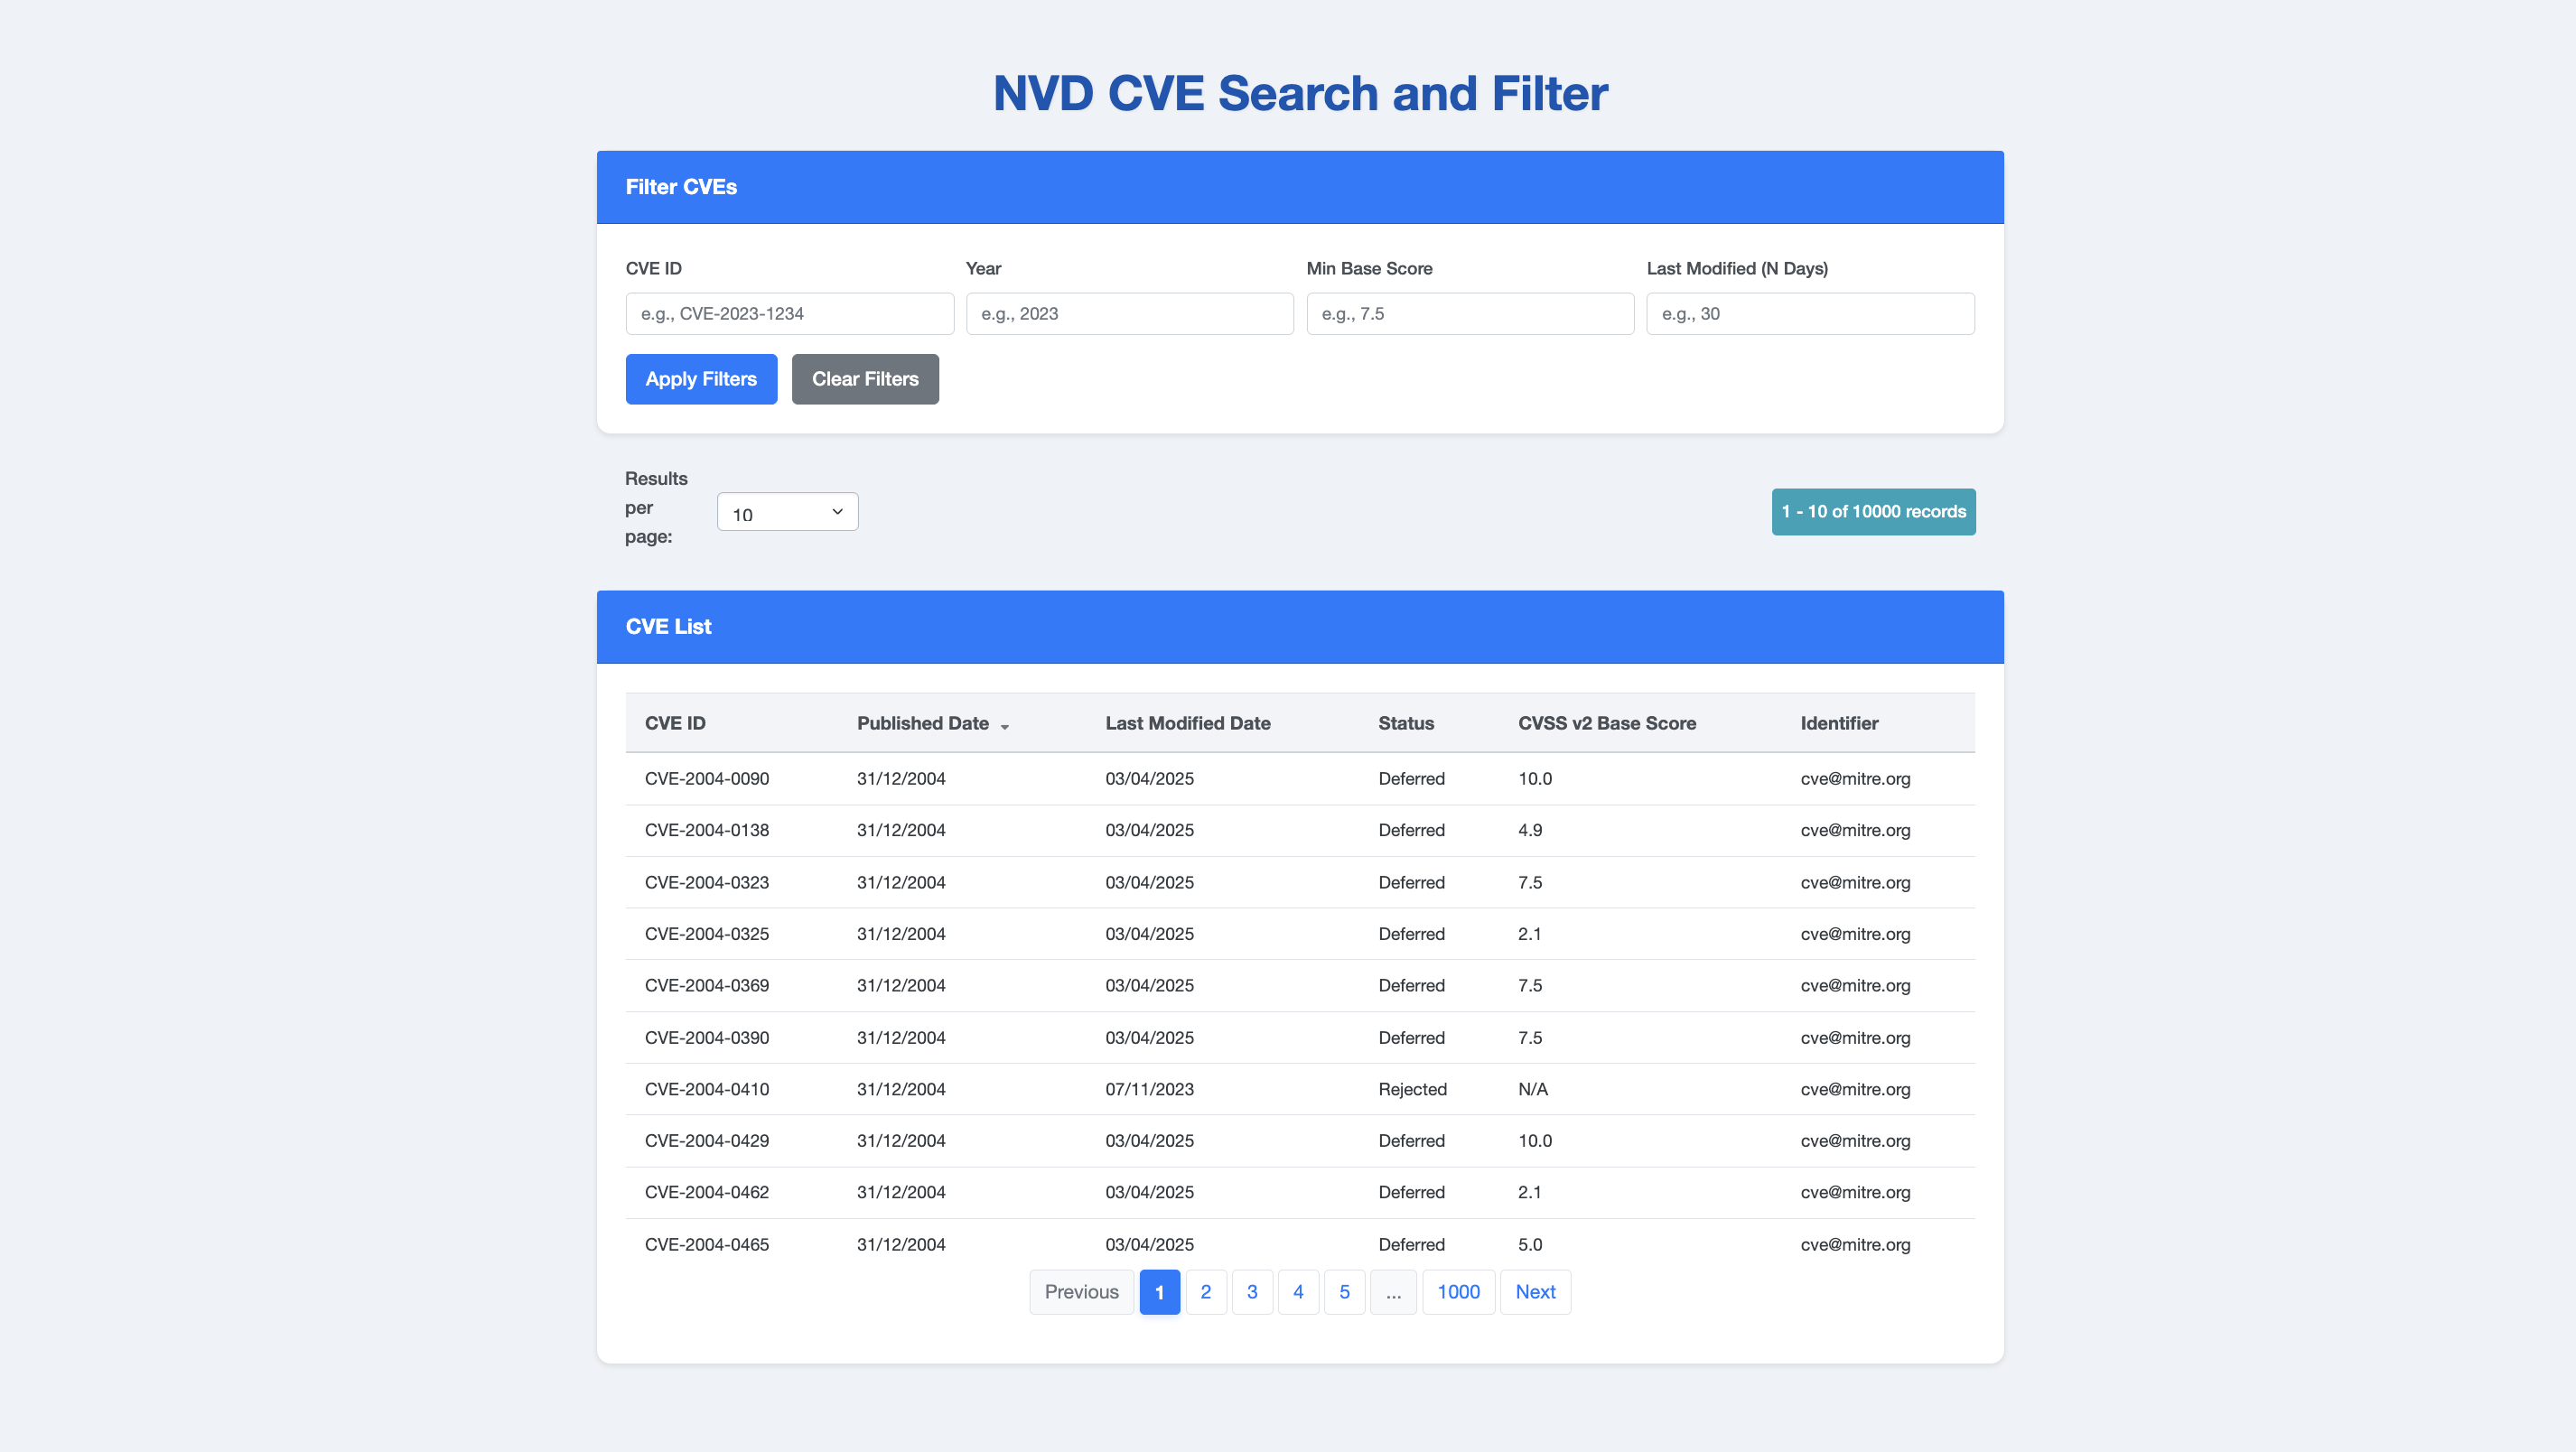 NVD CVE Search and Filter
Filter CVEs
CVE ID Year Min Base Score Last Modified (N Days)
e.g., CVE-2023-1234 e.g., 2023 e.g., 7.5 e.g., 30
Apply Filters Clear Filters
Results
per
page:
10
1 - 10 of 10000 records
CVE List
CVE ID Published Date Last Modified Date Status CVSS v2 Base Score Identifier
CVE-2004-0090 31/12/2004 03/04/2025 Deferred 10.0 cve@mitre.org
CVE-2004-0138 31/12/2004 03/04/2025 Deferred 4.9 cve@mitre.org
CVE-2004-0323 31/12/2004 03/04/2025 Deferred 7.5 cve@mitre.org
CVE-2004-0325 31/12/2004 03/04/2025 Deferred 2.1 cve@mitre.org
CVE-2004-0369 31/12/2004 03/04/2025 Deferred 7.5 cve@mitre.org
CVE-2004-0390 31/12/2004 03/04/2025 Deferred 7.5 cve@mitre.org
CVE-2004-0410 31/12/2004 07/11/2023 Rejected N/A cve@mitre.org
CVE-2004-0429 31/12/2004 03/04/2025 Deferred 10.0 cve@mitre.org
CVE-2004-0462 31/12/2004 03/04/2025 Deferred 2.1 cve@mitre.org
CVE-2004-0465 31/12/2004 03/04/2025 Deferred 5.0 cve@mitre.org
Previous 1 2 3 4 5 ... 1000 Next